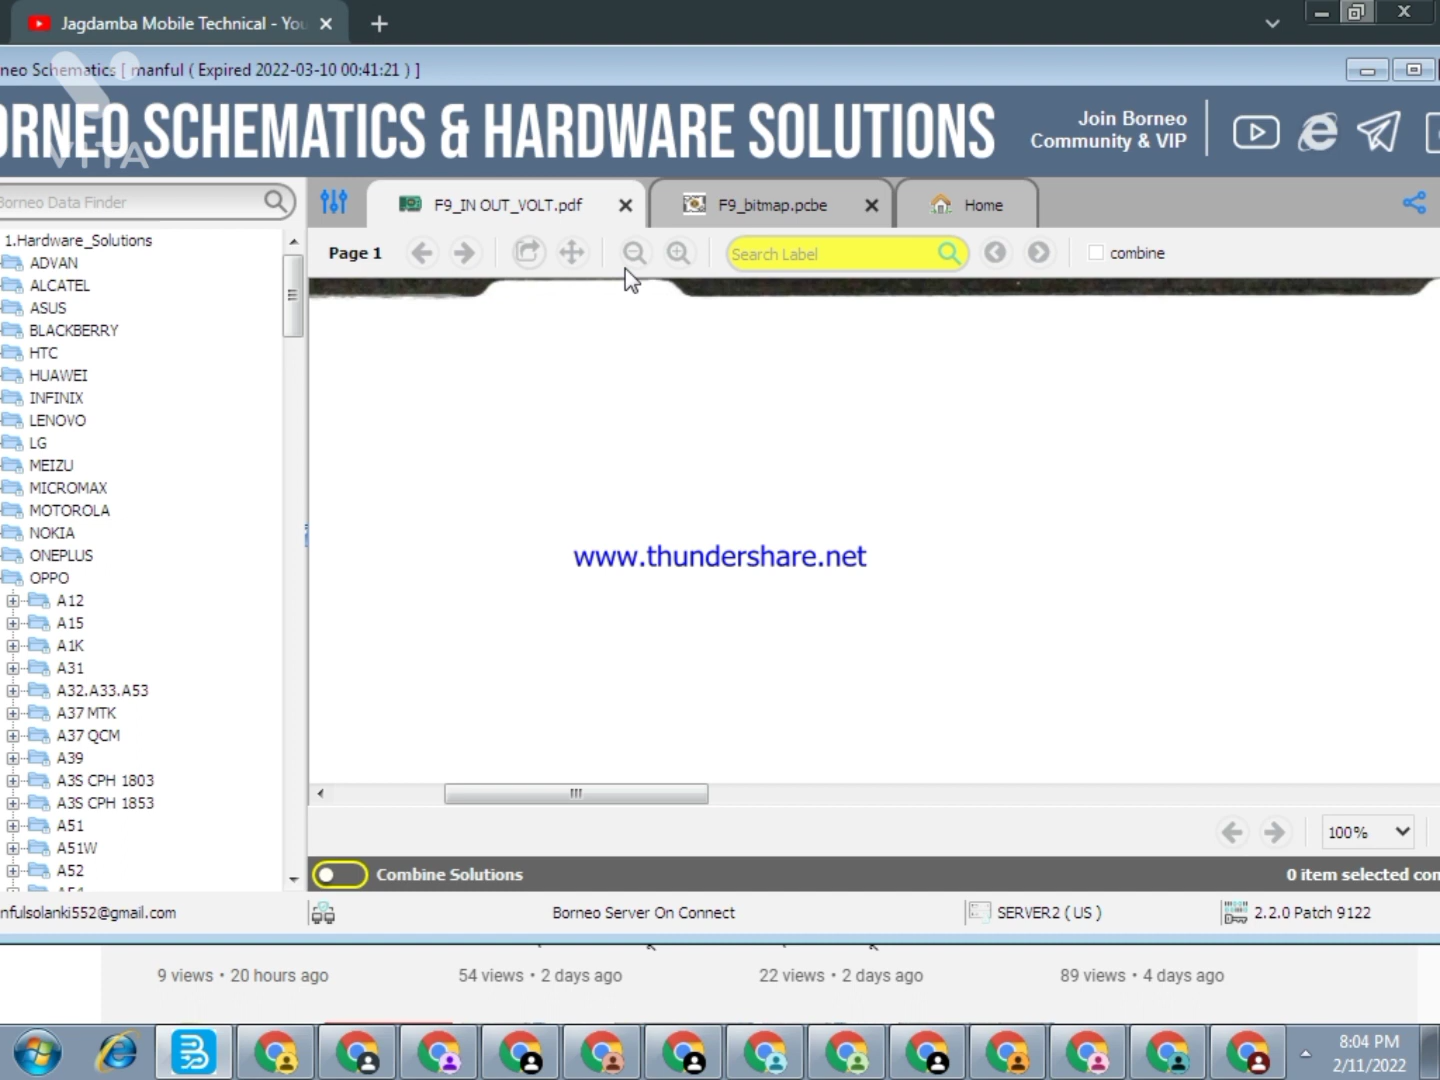 Jagdamba Mobile Technical - You
neo Schematics [ manful ( Expired 2022-03-10 00:41:21 ) ]
ORNEO SCHEMATICS & HARDWARE SOLUTIONS
Join Borneo
Community & VIP
VITA
Borneo Data Finder
F9_IN OUT_VOLT.pdf
F9_bitmap.pcbe
Home
Page 1
Search Label
combine
1.Hardware_Solutions
ADVAN
ALCATEL
ASUS
BLACKBERRY
HTC
HUAWEI
INFINIX
LENOVO
LG
MEIZU
MICROMAX
MOTOROLA
NOKIA
ONEPLUS
OPPO
A12
A15
A1K
A31
A32.A33.A53
A37 MTK
A37 QCM
A39
A3S CPH 1803
A3S CPH 1853
A51
A51W
A52
www.thundershare.net
100%
Combine Solutions
0 item selected con
nfulsolanki552@gmail.com
Borneo Server On Connect
SERVER2 ( US )
2.2.0 Patch 9122
9 views • 20 hours ago
54 views • 2 days ago
22 views • 2 days ago
89 views • 4 days ago
8:04 PM
2/11/2022